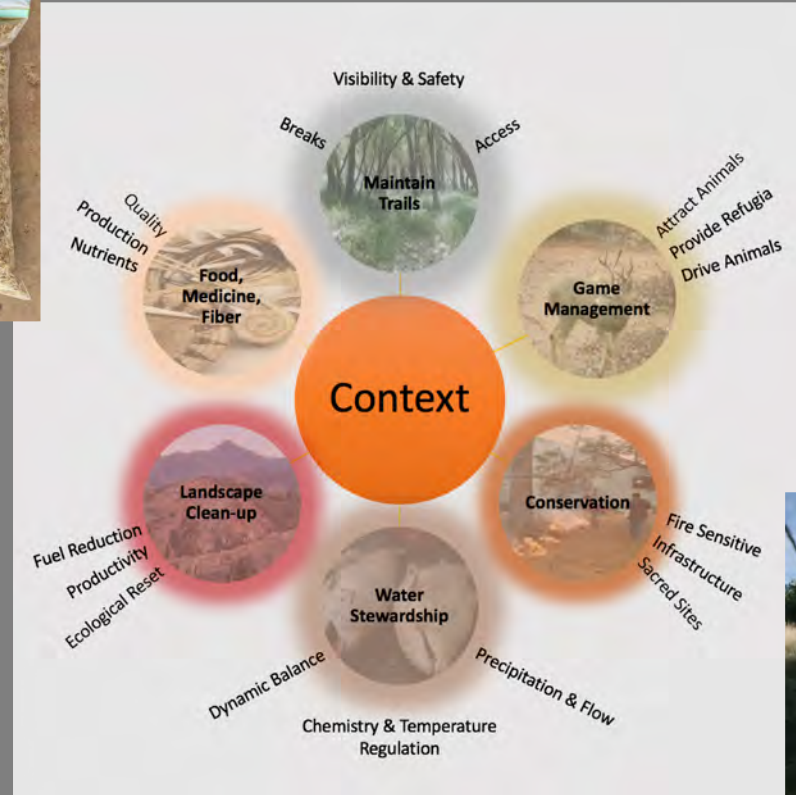 Visibility & Safety
Breaks
Access
Maintain
Trails
Attract Animals
Provide Refugia
Drive Animals
Game
Management
Quality
Production
Nutrients
Food,
Medicine,
Fiber
Context
Landscape
Clean-up
Fuel Reduction
Productivity
Ecological Reset
Conservation
Fire Sensitive
Infrastructure
Sacred Sites
Water
Stewardship
Dynamic Balance
Precipitation & Flow
Chemistry & Temperature
Regulation